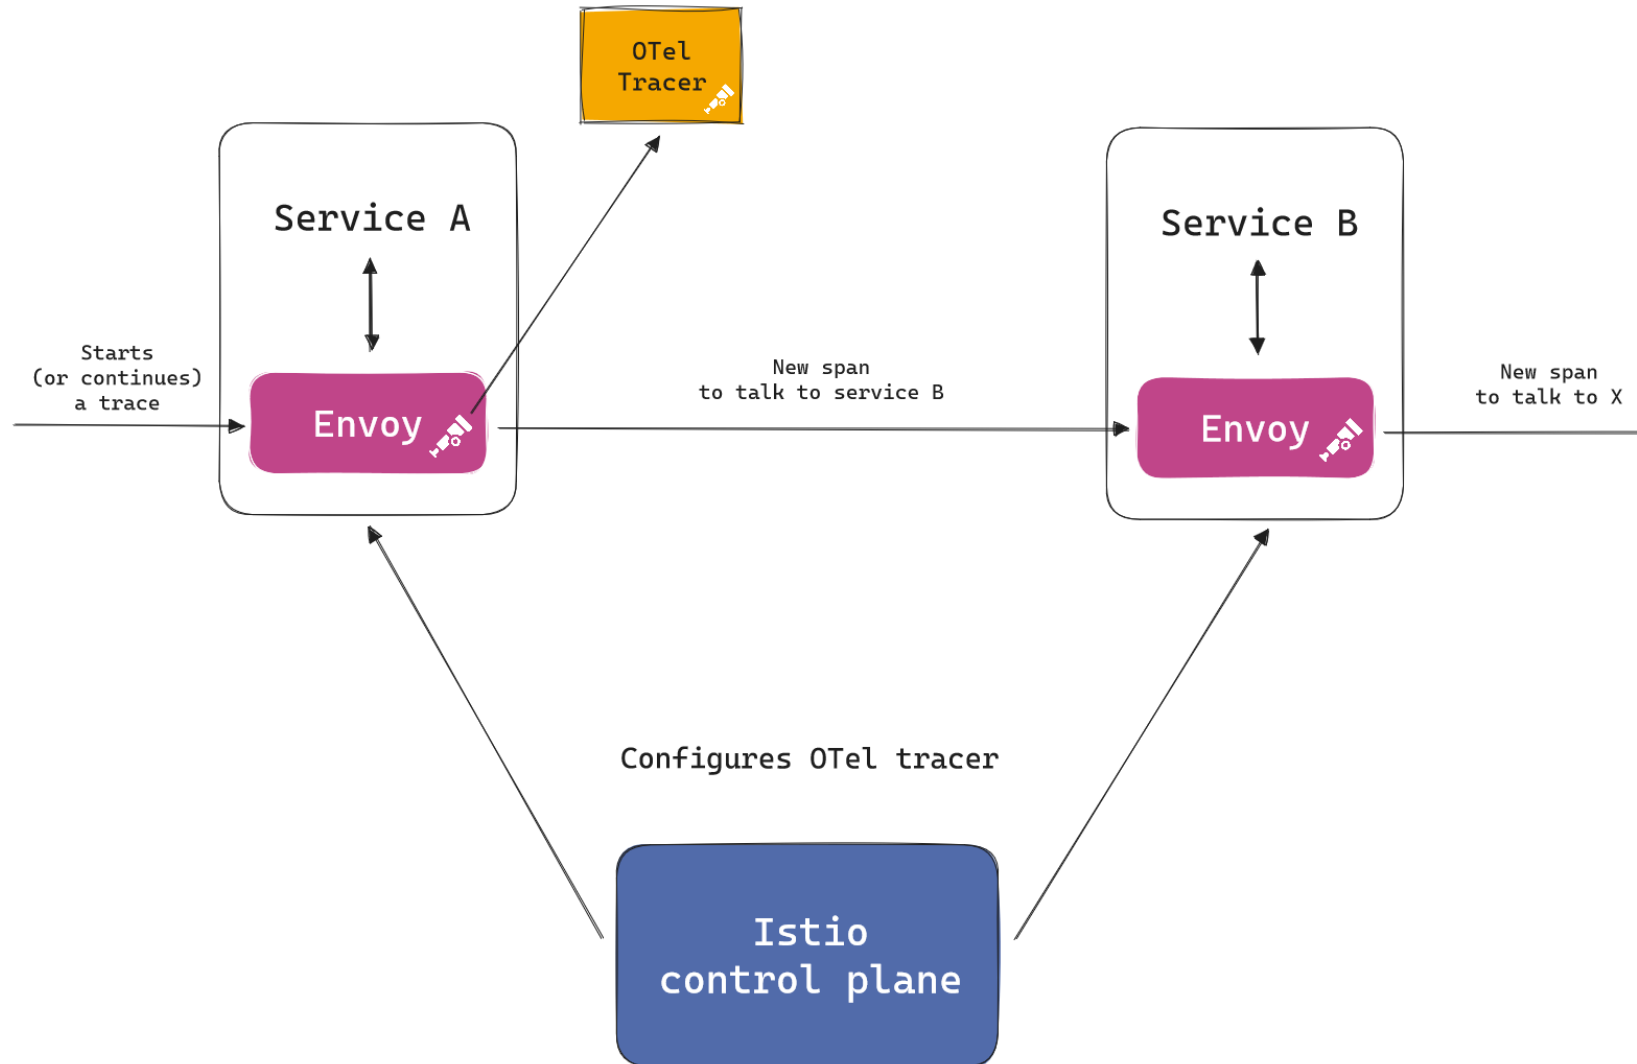 OTel
Tracer
Service A
Service B
Starts
(or continues)
a trace
Envoy
New span
to talk to service B
Envoy
New span
to talk to X
Configures OTel tracer
Istio
control plane